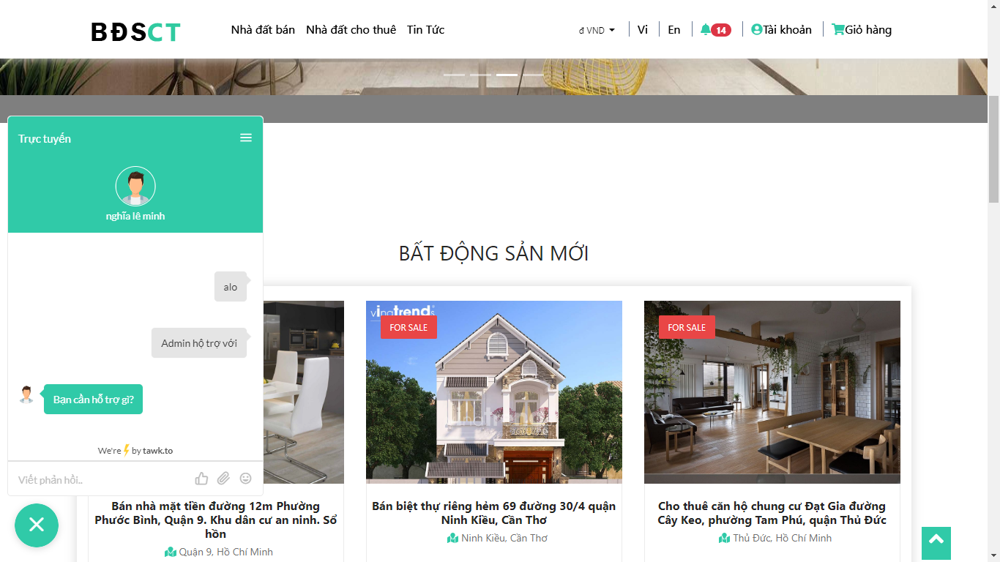 BĐSCT
Nhà đất bán Nhà đất cho thuê Tin Tức
đ VND Vi En 14 Tài khoản Giỏ hàng
Trực tuyến
nghĩa lê minh
alo
Admin hộ trợ với
Bạn cần hỗ trợ gì?
We're by tawk.to
Viết phản hồi..
BẤT ĐỘNG SẢN MỚI
Bán nhà mặt tiền đường 12m Phường
Phước Bình, Quận 9. Khu dân cư an ninh. Sổ
hồn
Quận 9, Hồ Chí Minh
vinatrends
FOR SALE
vinatrends
Bán biệt thự riêng hẻm 69 đường 30/4 quận
Ninh Kiều, Cần Thơ
Ninh Kiều, Cần Thơ
FOR SALE
Cho thuê căn hộ chung cư Đạt Gia đường
Cây Keo, phường Tam Phú, quận Thủ Đức
Thủ Đức, Hồ Chí Minh